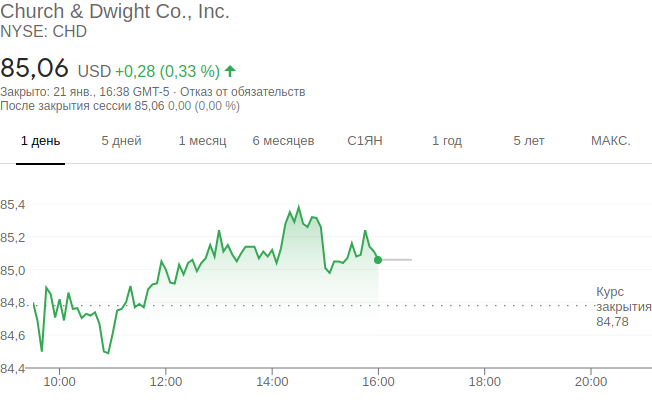 Church & Dwight Co., Inc.
NYSE: CHD
85,06 USD +0,28 (0,33 %)
Закрыто: 21 янв., 16:38 GMT-5 · Отказ от обязательств
После закрытия сессии 85,06 0,00 (0,00 %)
1 день 5 дней 1 месяц 6 месяцев С1ЯН 1 год 5 лет МАКС.
85,4
85,2
85,0
84,8
84,6
84,4
Курс
закрытия
84,78
10:00 12:00 14:00 16:00 18:00 20:00